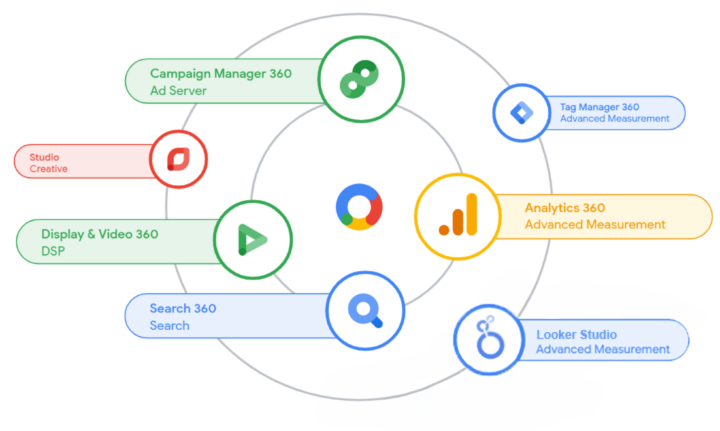 Campaign Manager 360
Ad Server
Tag Manager 360
Advanced Measurement
Studio
Creative
Analytics 360
Advanced Measurement
Display & Video 360
DSP
Search 360
Search
Looker Studio
Advanced Measurement